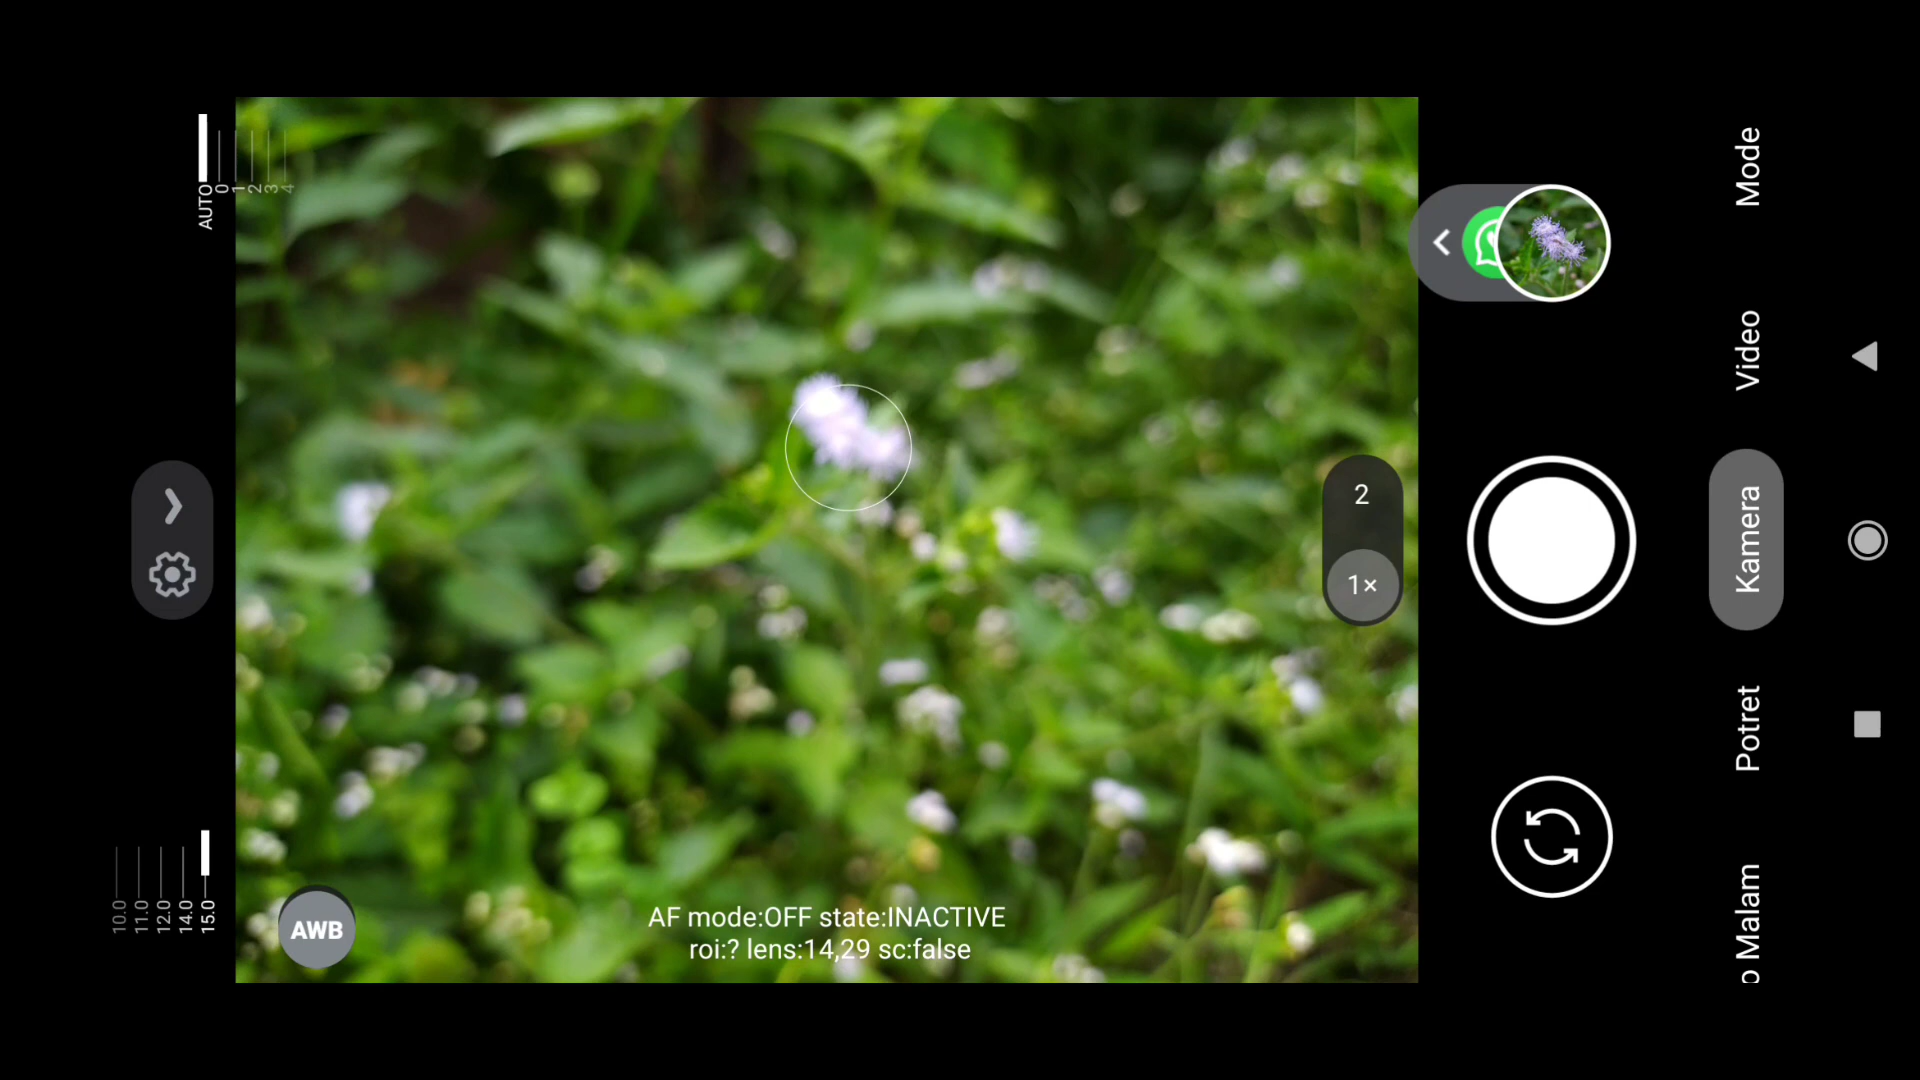 AUTO
0
1
2
3
4
10.0
11.0
12.0
14.0
15.0
AWB
AF mode:OFF state:INACTIVE
roi:? lens:14,29 sc:false
2
1×
Mode
Video
Kamera
Potret
o Malam